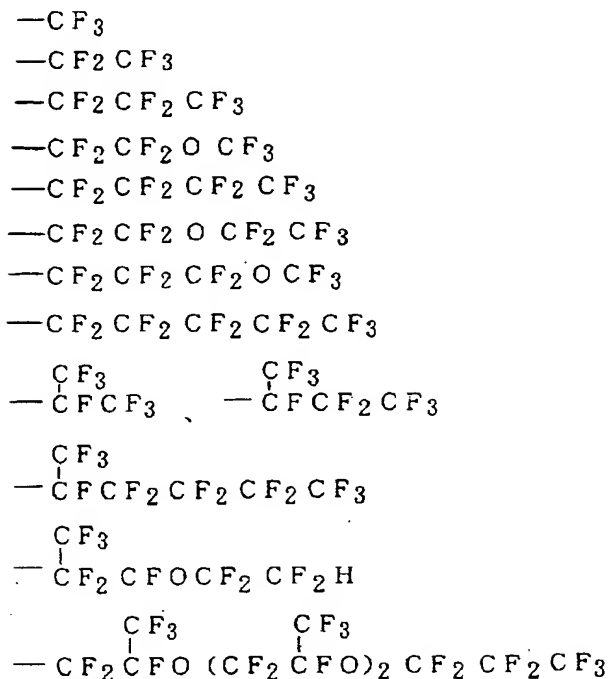 —CF₃
—CF2CF3
—CF2CF2CF3
—CF₂CF₂OCF₃
—CF₂CF₂CF₂CF₃
—CF2CF2OCF₂CF₃
—CF₂CF₂CF₂OCF₃
—CF₂CF₂CF₂CF₂CF₃
CF₃ CF₃
—CFCF₃、 —CFCF₂CF₃
CF₃
—CFCF₂CF₂CF₂CF₃
CF₃
—CF₂CFOCF₂CF₂H
CF₃ CF₃
—CF₂CFO(CF₂CFO)₂CF₂CF₂CF₃